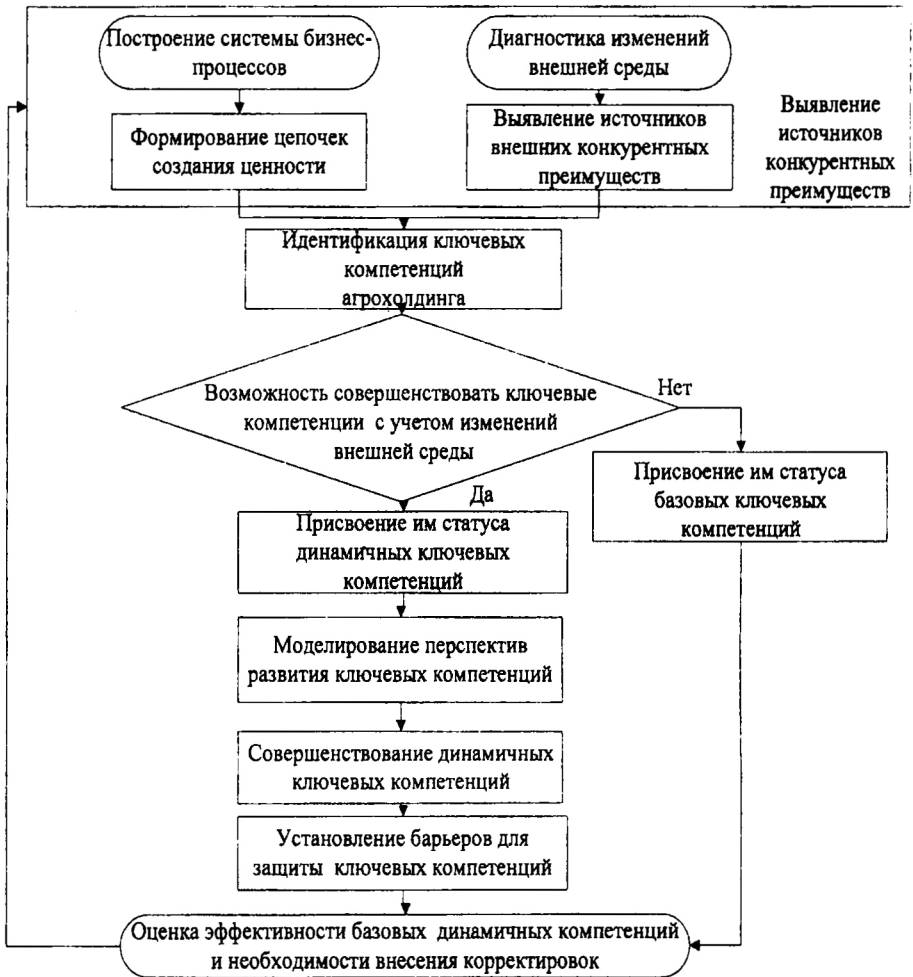 Построение системы бизнес-
процессов
Диагностика изменений
внешней среды
Формирование цепочек
создания ценности
Выявление источников
внешних конкурентных
преимуществ
Выявление
источников
конкурентных
преимуществ
Идентификация ключевых
компетенций
агрохолдинга
Возможность совершенствовать ключевые
компетенции с учетом изменений
внешней среды
Нет
Да
Присвоение им статуса
базовых ключевых
компетенций
Присвоение им статуса
динамичных ключевых
компетенций
Моделирование перспектив
развития ключевых компетенций
Совершенствование динамичных
ключевых компетенций
Установление барьеров для
защиты ключевых компетенций
Оценка эффективности базовых динамичных компетенций
и необходимости внесения корректировок